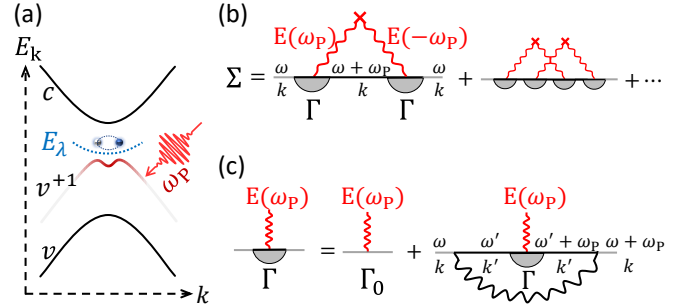 (a)
E_k
c
E_λ
v^{+1}
ω_P
v
k
(b)
E(ω_P) E(-ω_P)
Σ = ω/k ω + ω_P/k ω/k + + ⋯
Γ Γ
(c)
E(ω_P) E(ω_P) E(ω_P)
= + ω/k ω′/k′ ω′ + ω_P/k′ ω + ω_P/k
Γ Γ_0 Γ